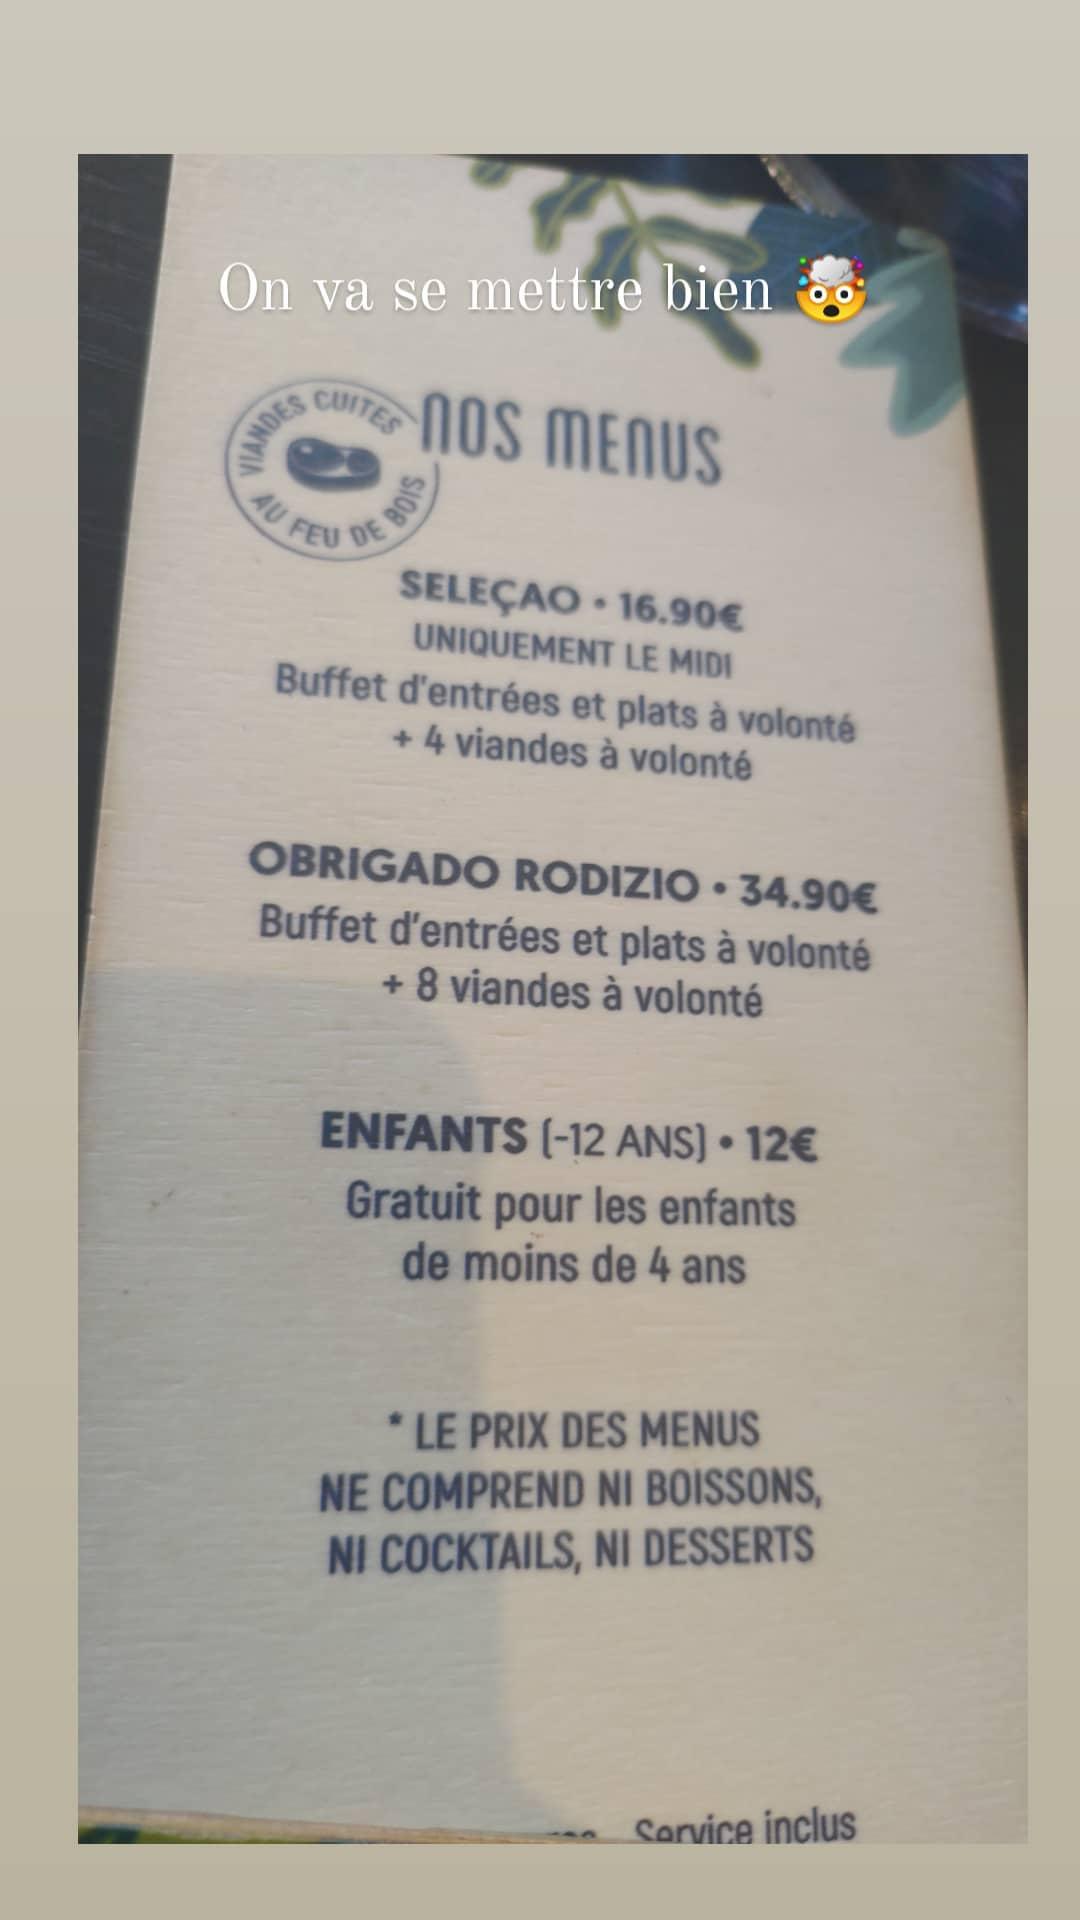 On va se mettre bien 🤯
VIANDES CUITES
AU FEU DE BOIS
NOS MENUS
SELEÇAO • 16.90€
UNIQUEMENT LE MIDI
Buffet d'entrées et plats à volonté
+ 4 viandes à volonté
OBRIGADO RODIZIO • 34.90€
Buffet d'entrées et plats à volonté
+ 8 viandes à volonté
ENFANTS (-12 ANS) • 12€
Gratuit pour les enfants
de moins de 4 ans
* LE PRIX DES MENUS
NE COMPREND NI BOISSONS,
NI COCKTAILS, NI DESSERTS
Service inclus